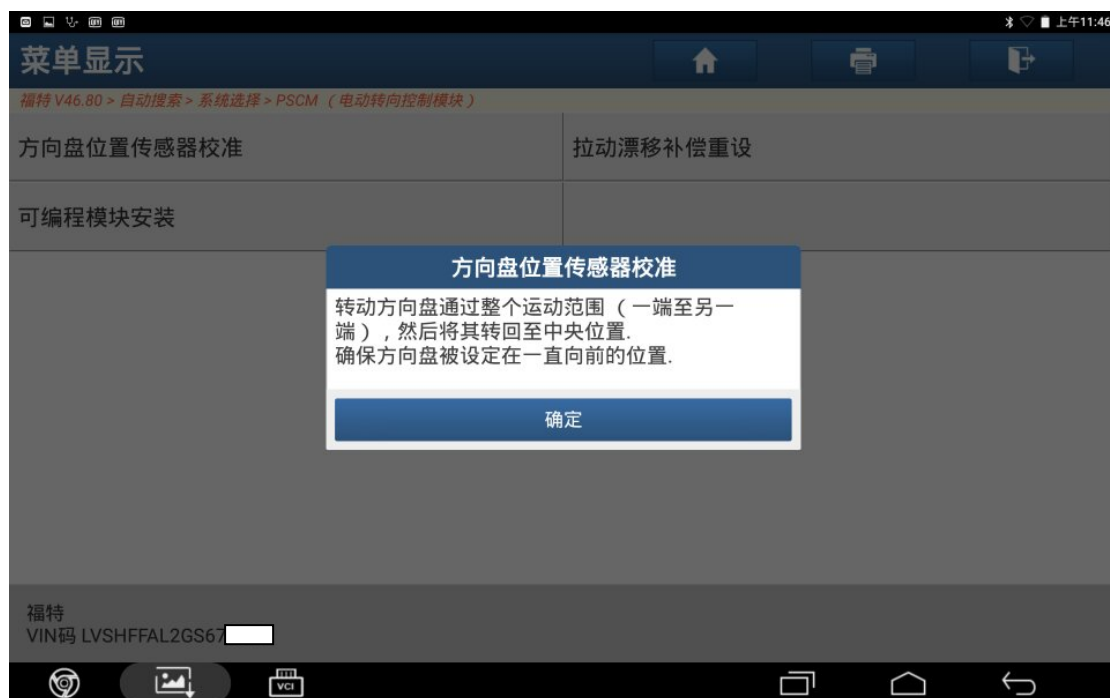 上午11:46
菜单显示
福特 V46.80 > 自动搜索 > 系统选择 > PSCM （电动转向控制模块）
方向盘位置传感器校准
拉动漂移补偿重设
可编程模块安装
方向盘位置传感器校准
转动方向盘通过整个运动范围（一端至另一
端）,然后将其转回至中央位置.
确保方向盘被设定在一直向前的位置.
确定
福特
VIN码 LVSHFFAL2GS67
VCI